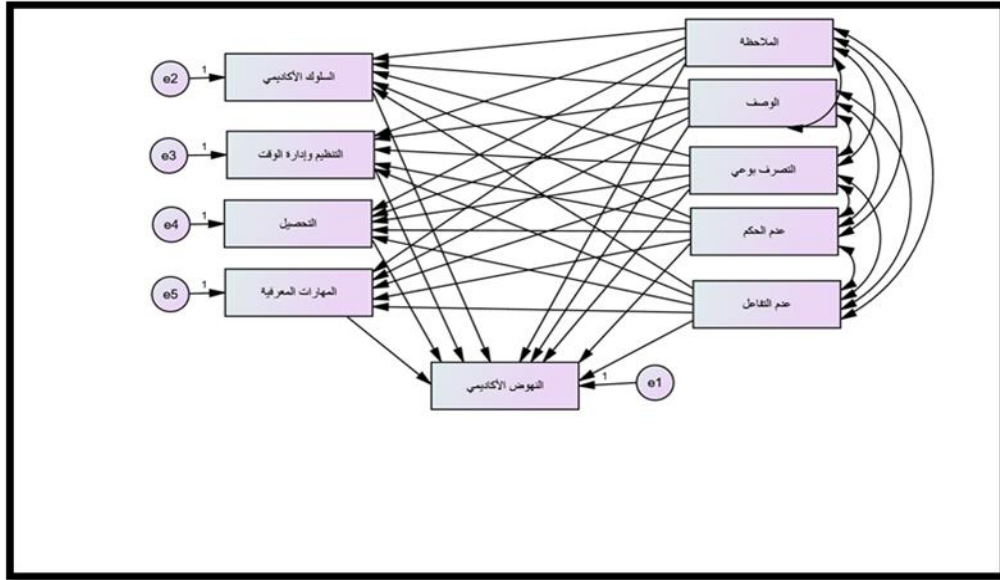 الملاحظة
الوصف
التصرف بوعي
عدم الحكم
عدم التفاعل
السلوك الأكاديمي
التنظيم وإدارة الوقت
التحصيل
المهارات المعرفية
النهوض الأكاديمي
e2
1
e3
1
e4
1
e5
1
e1
1